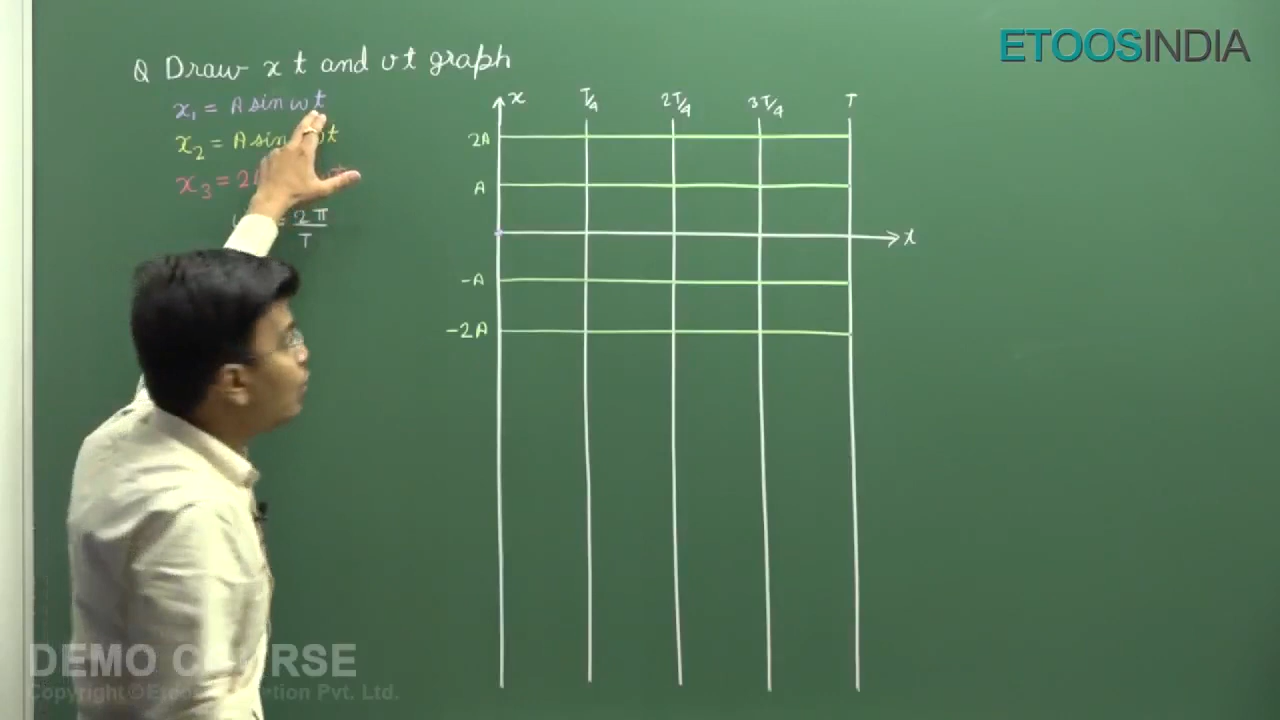 ETOOSINDIA
Q Draw x t and v t graph
x₁ = A sin ω t
x₂ = A sin t
x₃ = 2
= 2π
T
x T/4 2T/4 3T/4 T
2A
A
-A
-2A
DEMO COURSE
Copyright © Pvt. Ltd.